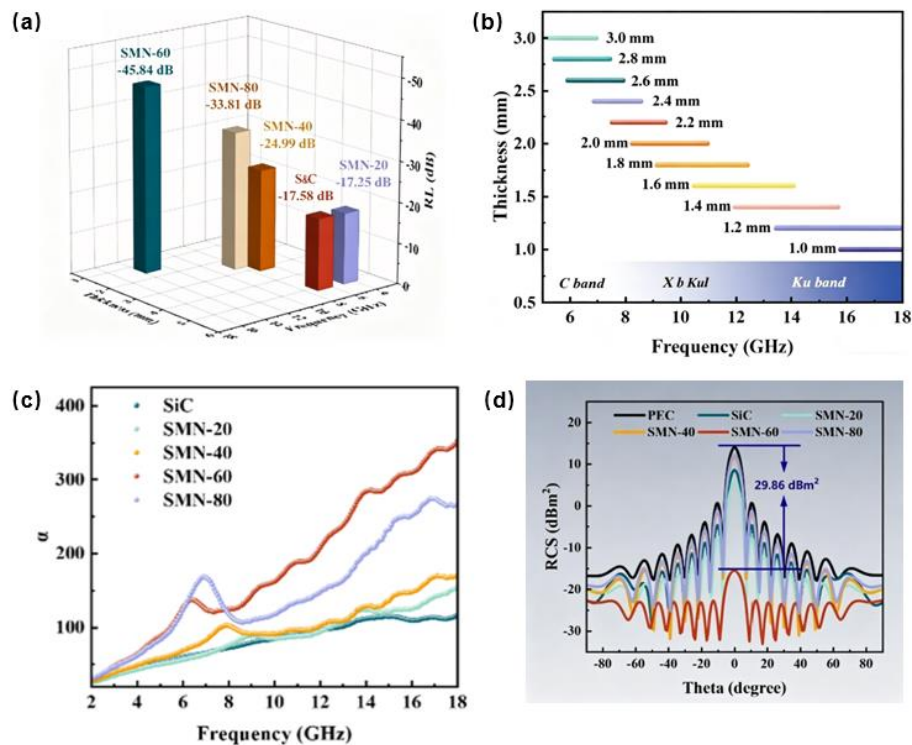 (a)
SMN-60
-45.84 dB
SMN-80
-33.81 dB
SMN-40
-24.99 dB
S&C
-17.58 dB
SMN-20
-17.25 dB
-50
-40
-30
-20
-10
0
RL (dB)
Thickness (mm)
Frequency (GHz)
(b)
3.0
2.5
2.0
1.5
1.0
0.5
Thickness (mm)
3.0 mm
2.8 mm
2.6 mm
2.4 mm
2.2 mm
2.0 mm
1.8 mm
1.6 mm
1.4 mm
1.2 mm
1.0 mm
C band
X b Kul
Ku band
6 8 10 12 14 16 18
Frequency (GHz)
(c)
400
300
200
100
α
SiC
SMN-20
SMN-40
SMN-60
SMN-80
2 4 6 8 10 12 14 16 18
Frequency (GHz)
(d)
20
10
0
-10
-20
-30
RCS (dBm²)
PEC SiC SMN-20
SMN-40 SMN-60 SMN-80
29.86 dBm²
-80 -60 -40 -20 0 20 40 60 80
Theta (degree)